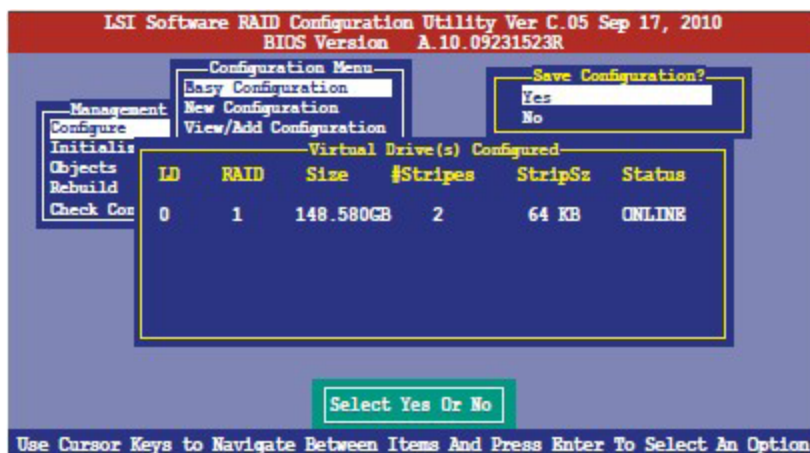 LSI Software RAID Configuration Utility Ver C.05 Sep 17, 2010
BIOS Version A.10.09231523R
Configuration Menu
Easy Configuration
New Configuration
View/Add Configuration
Save Configuration?
Yes
No
Management
Configure
Initialis
Objects
Rebuild
Check Con
Virtual Drive(s) Configured
LD RAID Size #Stripes StripSz Status
0 1 148.580GB 2 64 KB ONLINE
Select Yes Or No
Use Cursor Keys to Navigate Between Items And Press Enter To Select An Option